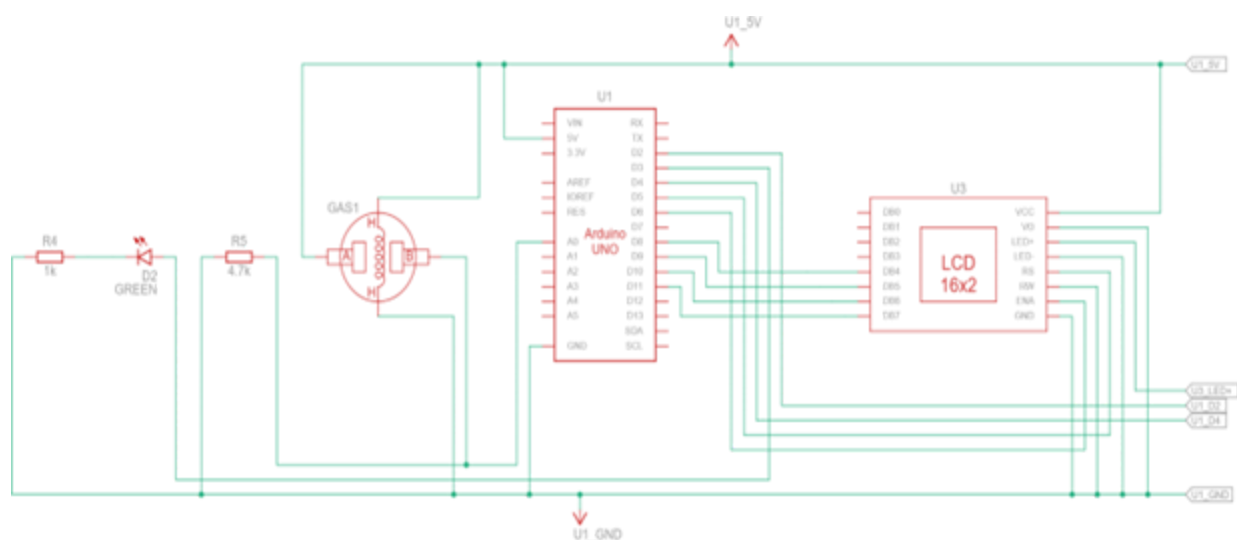 U1_5V
U1_5V
U1
VIN
5V
3.3V
AREF
IOREF
RES
A0
A1
A2
A3
A4
A5
GND
RX
TX
D2
D3
D4
D5
D6
D7
D8
D9
D10
D11
D12
D13
SDA
SCL
Arduino
UNO
GAS1
H
A
B
H
R4
1k
D2
GREEN
R5
4.7k
U3
DB0
DB1
DB2
DB3
DB4
DB5
DB6
DB7
LCD
16x2
VCC
VO
LED+
LED-
RS
RW
ENA
GND
U3_LED+
U1_D2
U1_D4
U1_GND
U1_GND